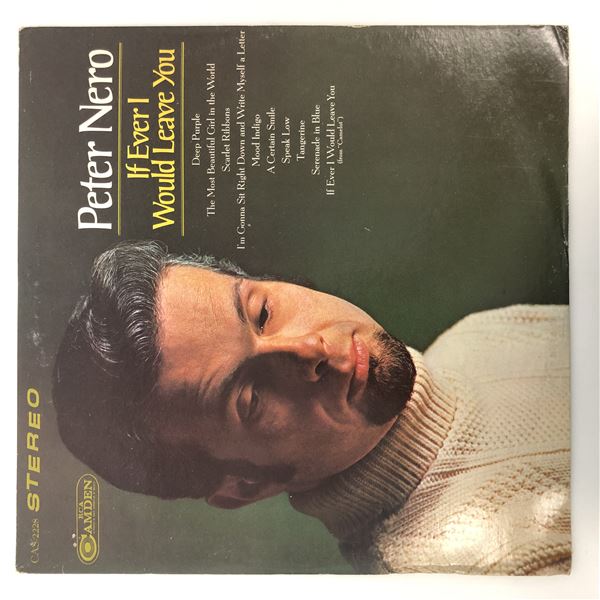 CAS-2228 STEREO
RCA
CAMDEN
Peter Nero
If Ever I
Would Leave You
Deep Purple
The Most Beautiful Girl in the World
Scarlet Ribbons
I'm Gonna Sit Right Down and Write Myself a Letter
Mood Indigo
A Certain Smile
Speak Low
Tangerine
Serenade in Blue
If Ever I Would Leave You
(from "Camelot")